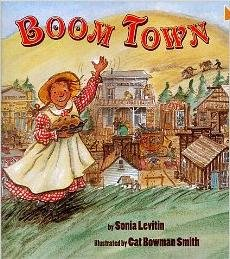 BOOM TOWN
by Sonia Levitin
illustrated by Cat Bowman Smith